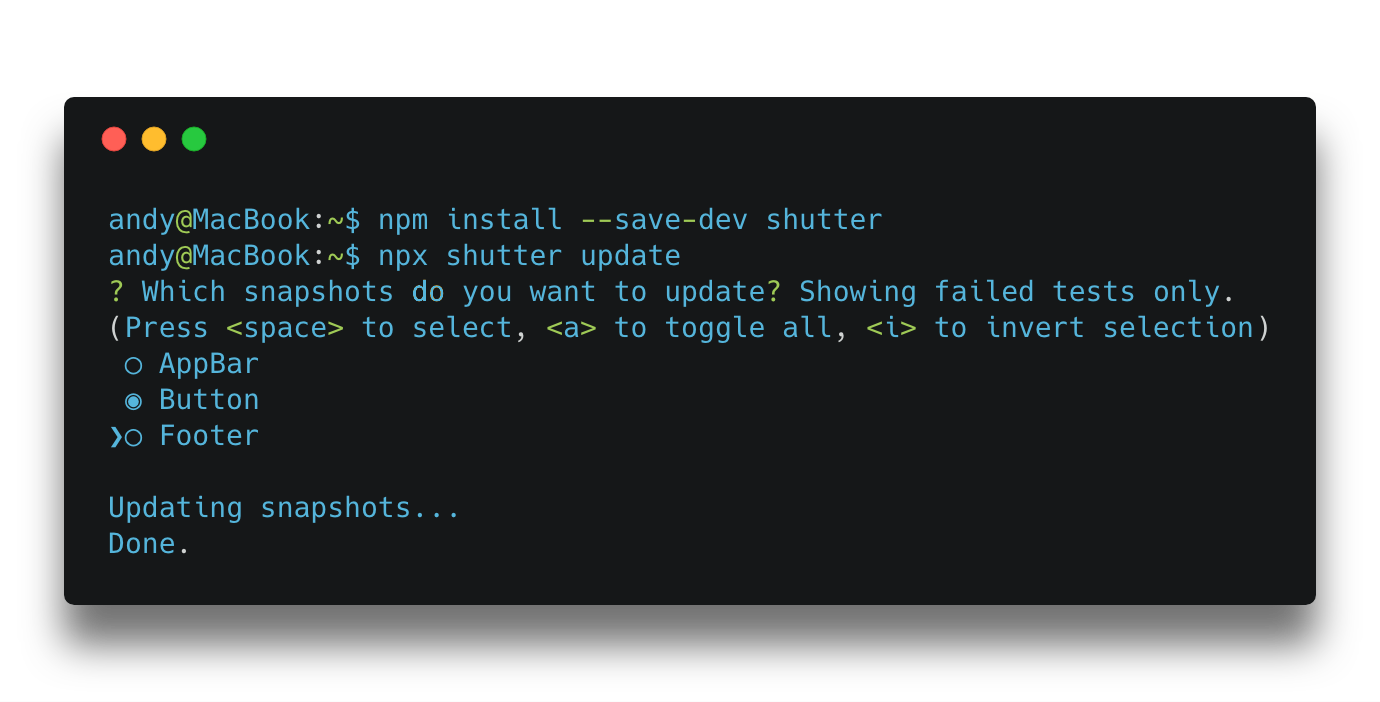 andy@MacBook:~$ npm install --save-dev shutter
andy@MacBook:~$ npx shutter update
? Which snapshots do you want to update? Showing failed tests only.
(Press <space> to select, <a> to toggle all, <i> to invert selection)
 ◯ AppBar
 ◉ Button
❯◯ Footer
Updating snapshots...
Done.